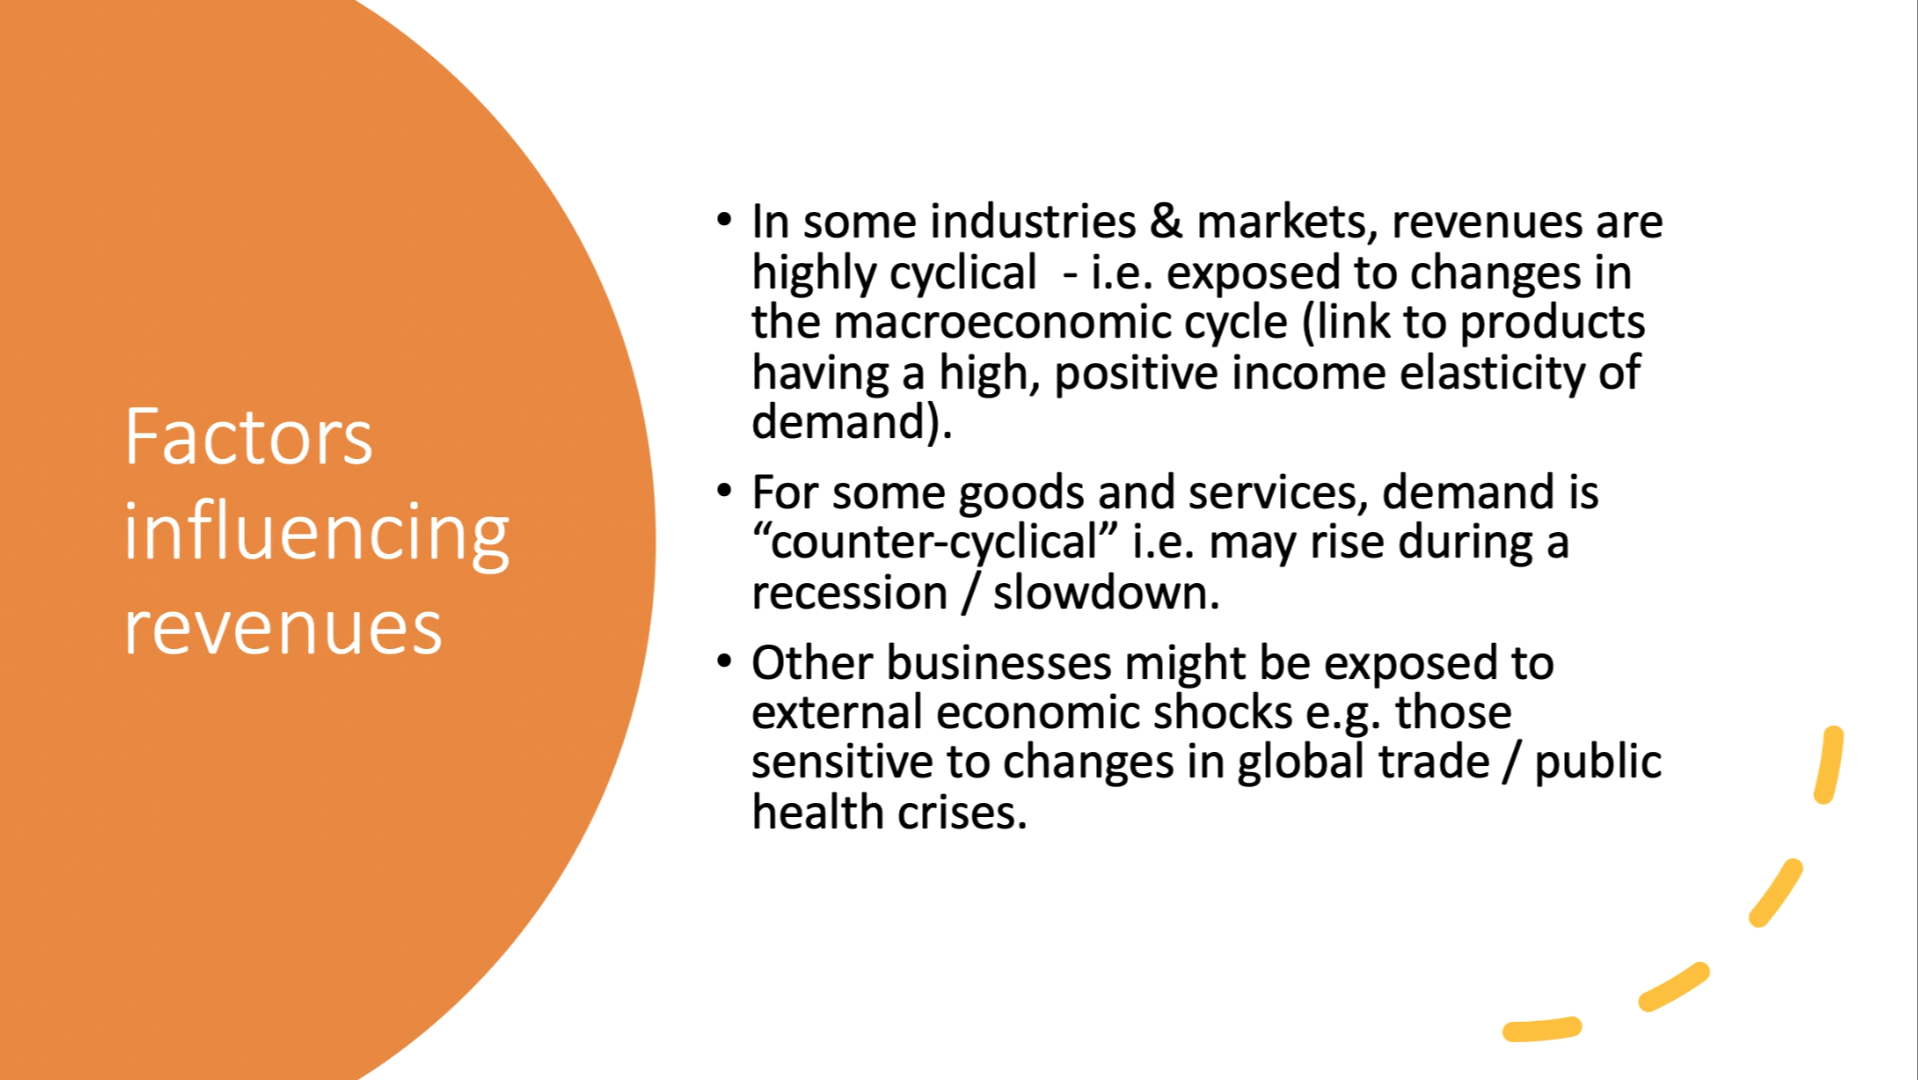 Factors
influencing
revenues
• In some industries & markets, revenues are
highly cyclical  - i.e. exposed to changes in
the macroeconomic cycle (link to products
having a high, positive income elasticity of
demand).
• For some goods and services, demand is
“counter-cyclical” i.e. may rise during a
recession / slowdown.
• Other businesses might be exposed to
external economic shocks e.g. those
sensitive to changes in global trade / public
health crises.